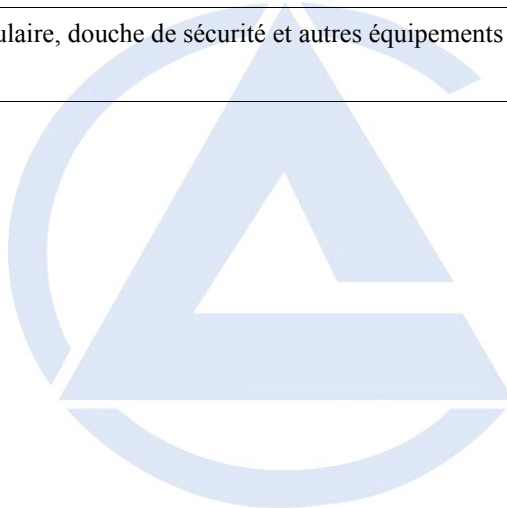 ulaire, douche de sécurité et autres équipements